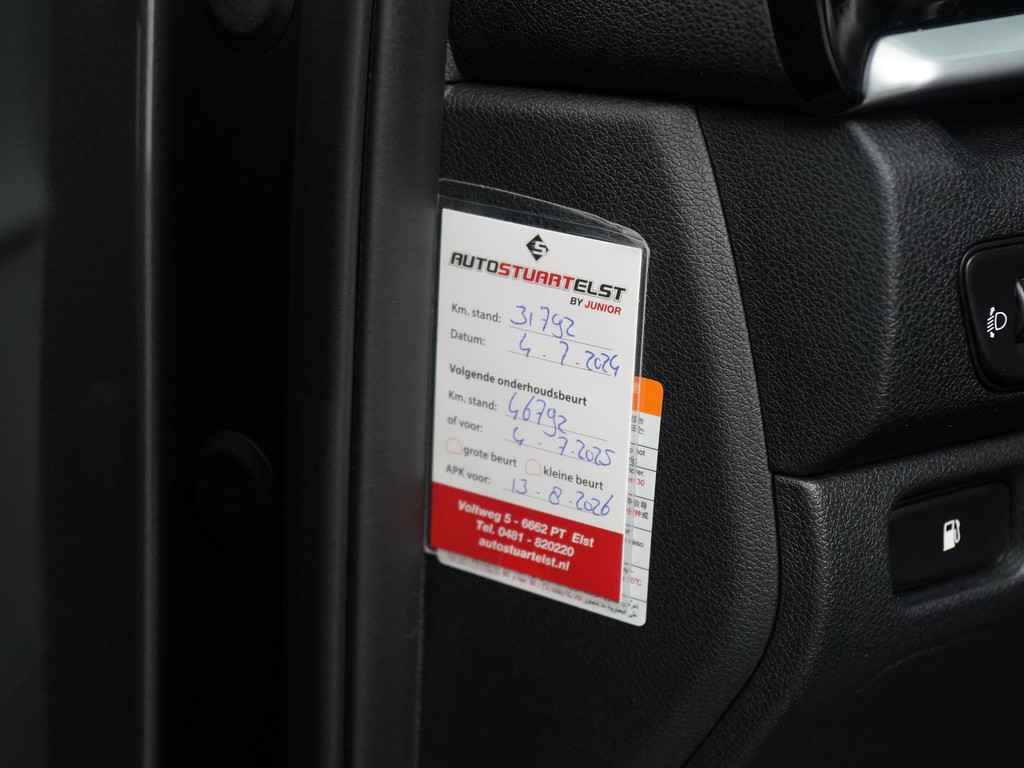 AUTOSTUARTELST
BY JUNIOR
Km. stand: 31792
Datum: 4 - 7 - 2024
Volgende onderhoudsbeurt
Km. stand: 46792
of voor: 4 - 7 - 2025
grote beurt kleine beurt
APK voor: 13 - 8 - 2026
Voltweg 5 - 6662 PT Elst
Tel. 0481 - 820220
autostuartelst.nl